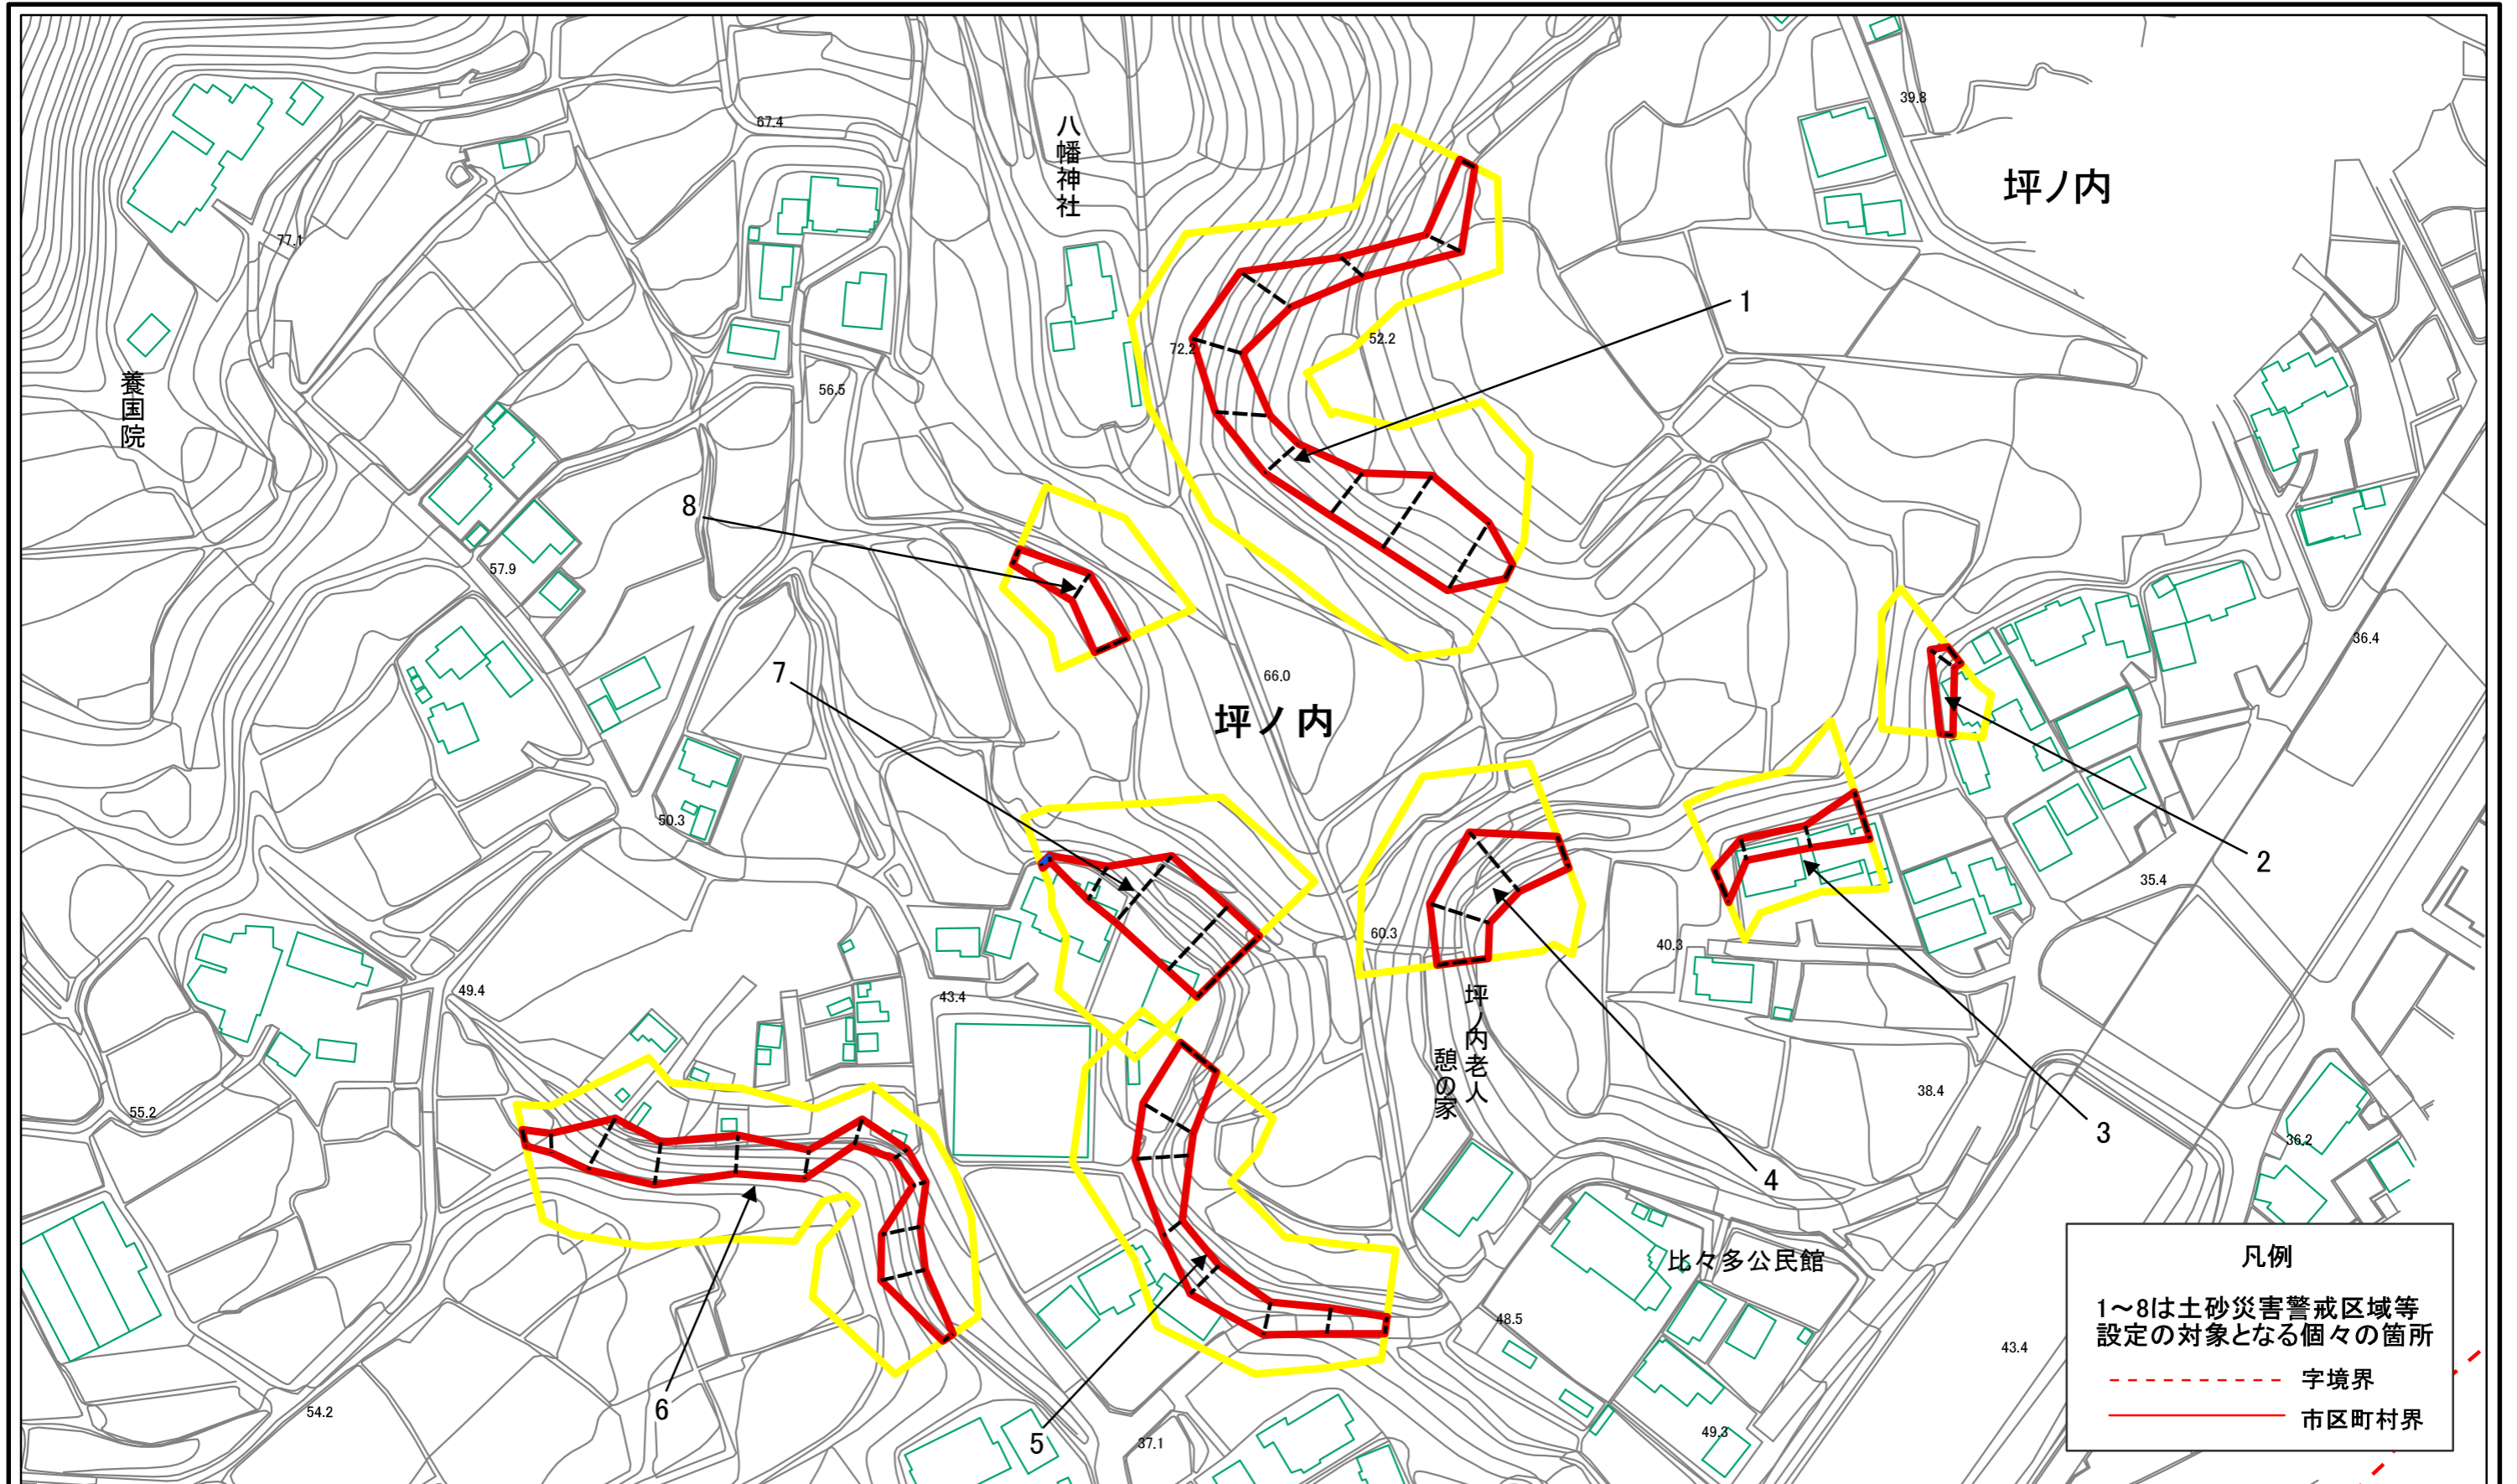 39.8
67.4
八幡神社
坪ノ内
77.1
1
52.2
72.2
養国院
56.5
8
57.9
36.4
7
66.0
坪ノ内
50.3
2
35.4
60.3
40.3
49.4
43.4
坪ノ内老人
憩の家
38.4
55.2
3
36.2
4
比々多公民館
凡例
1～8は土砂災害警戒区域等
設定の対象となる個々の箇所
字境界
市区町村界
48.5
43.4
6
54.2
5
37.1
49.3